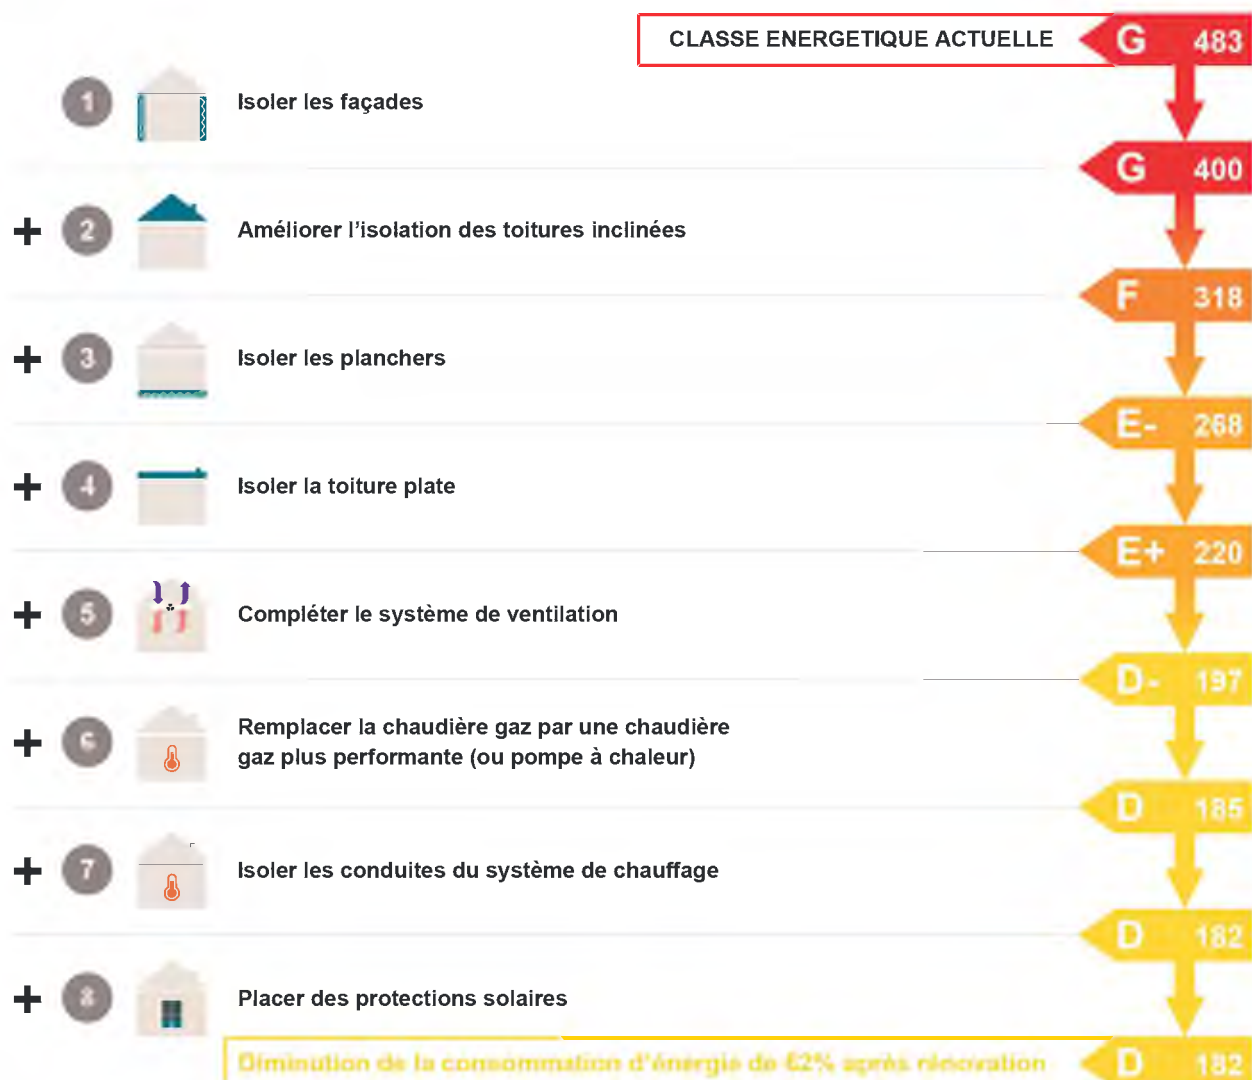 CLASSE ENERGETIQUE ACTUELLE G 483
1 Isoler les façades
G 400
+ 2 Améliorer l'isolation des toitures inclinées
F 318
+ 3 Isoler les planchers
E- 268
+ 4 Isoler la toiture plate
E+ 220
+ 5 Compléter le système de ventilation
D- 197
+ 6 Remplacer la chaudière gaz par une chaudière
gaz plus performante (ou pompe à chaleur)
D 185
+ 7 Isoler les conduites du système de chauffage
D 182
+ 8 Placer des protections solaires
Diminution de la consommation d'énergie de 62% après rénovation D 182